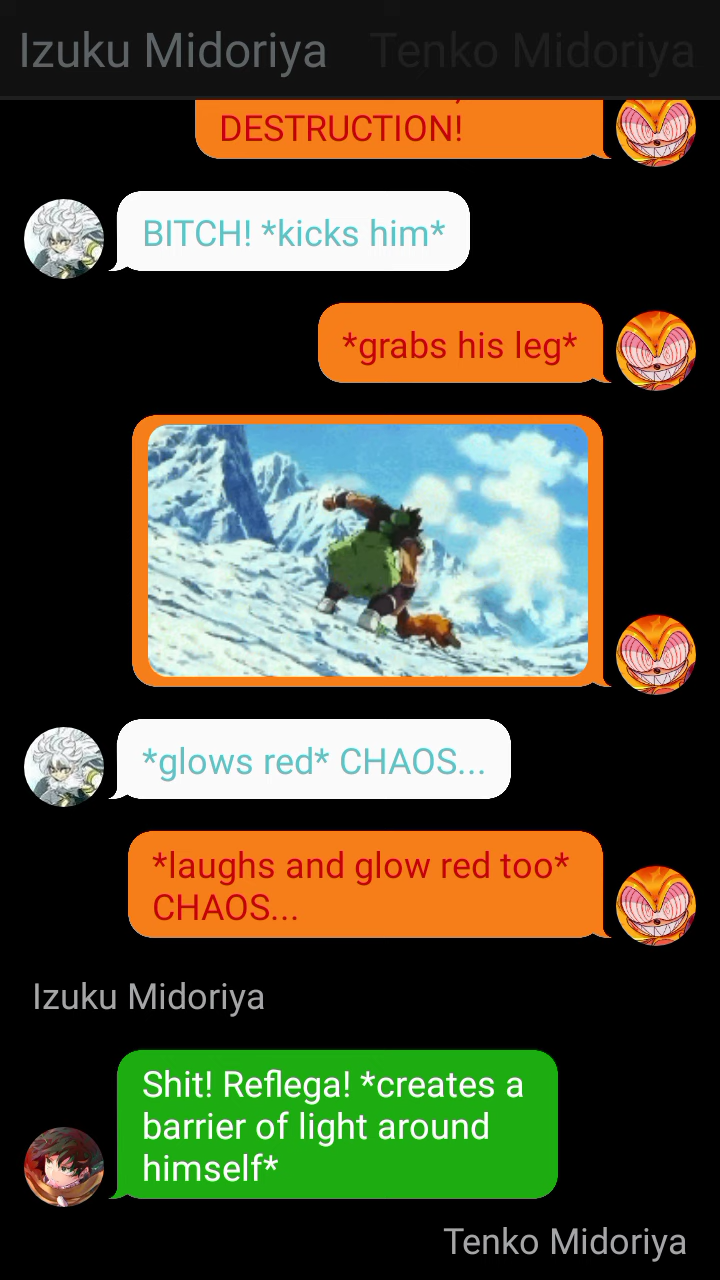 Izuku Midoriya Tenko Midoriya
DESTRUCTION!
BITCH! *kicks him*
*grabs his leg*
*glows red* CHAOS...
*laughs and glow red too*
CHAOS...
Izuku Midoriya
Shit! Reflega! *creates a
barrier of light around
himself*
Tenko Midoriya